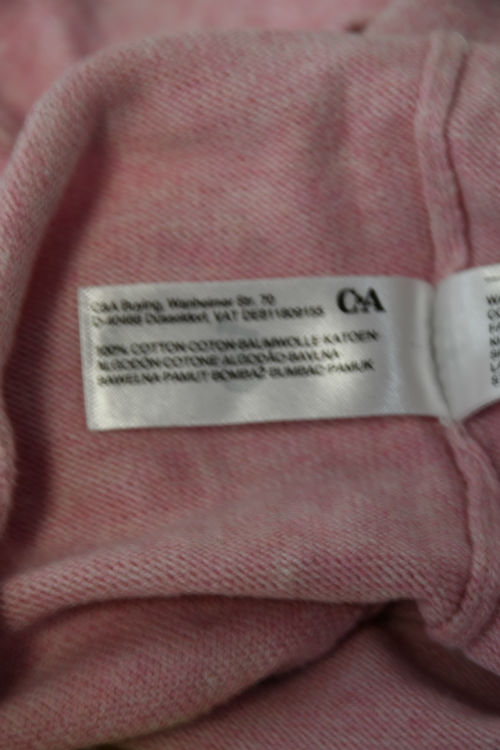 C&A Buying, Wanheimer Str. 70
D-40468 Düsseldorf, VAT DE811809155
C&A
100% COTTON-COTON-BAUMWOLLE-KATOEN-
ALGODÓN-COTONE-ALGODÃO-BAVLNA-
BAWEŁNA-PAMUT-BOMBAŽ-BUMBAC-PAMUK